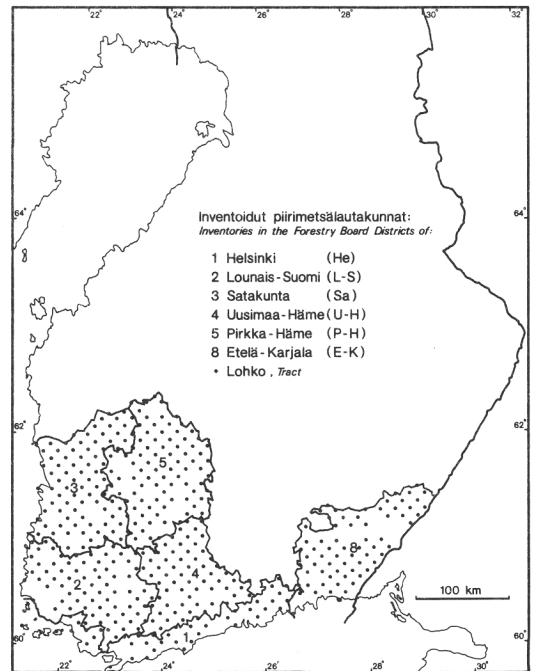 22° 24° 26° 28° 30° 32°
64° 64°
Inventoidut piirimetsälautakunnat:
Inventories in the Forestry Board Districts of:
1 Helsinki (He)
2 Lounais-Suomi (L-S)
3 Satakunta (Sa)
4 Uusimaa-Häme (U-H)
5 Pirkka-Häme (P-H)
8 Etelä-Karjala (E-K)
• Lohko, Tract
62° 62°
5
3
8
4
2
100 km
1
60° 60°
22° 24° 26° 28° 30°